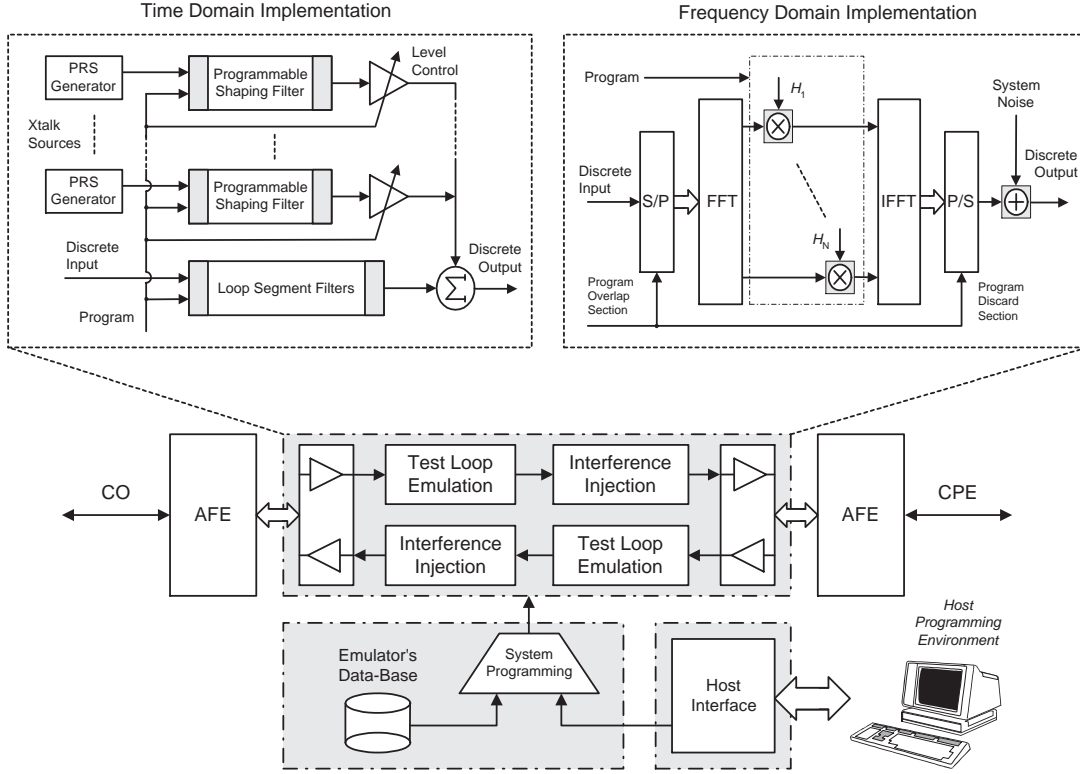 Time Domain Implementation
Frequency Domain Implementation
PRS
Generator
Programmable
Shaping Filter
Level
Control
Xtalk
Sources
PRS
Generator
Programmable
Shaping Filter
Discrete
Input
Loop Segment Filters
Σ
Discrete
Output
Program
Program
H1
System
Noise
Discrete
Input
S/P
FFT
IFFT
P/S
Discrete
Output
HN
Program
Overlap
Section
Program
Discard
Section
CO
AFE
Test Loop
Emulation
Interference
Injection
Interference
Injection
Test Loop
Emulation
AFE
CPE
Emulator's
Data-Base
System
Programming
Host
Interface
Host
Programming
Environment